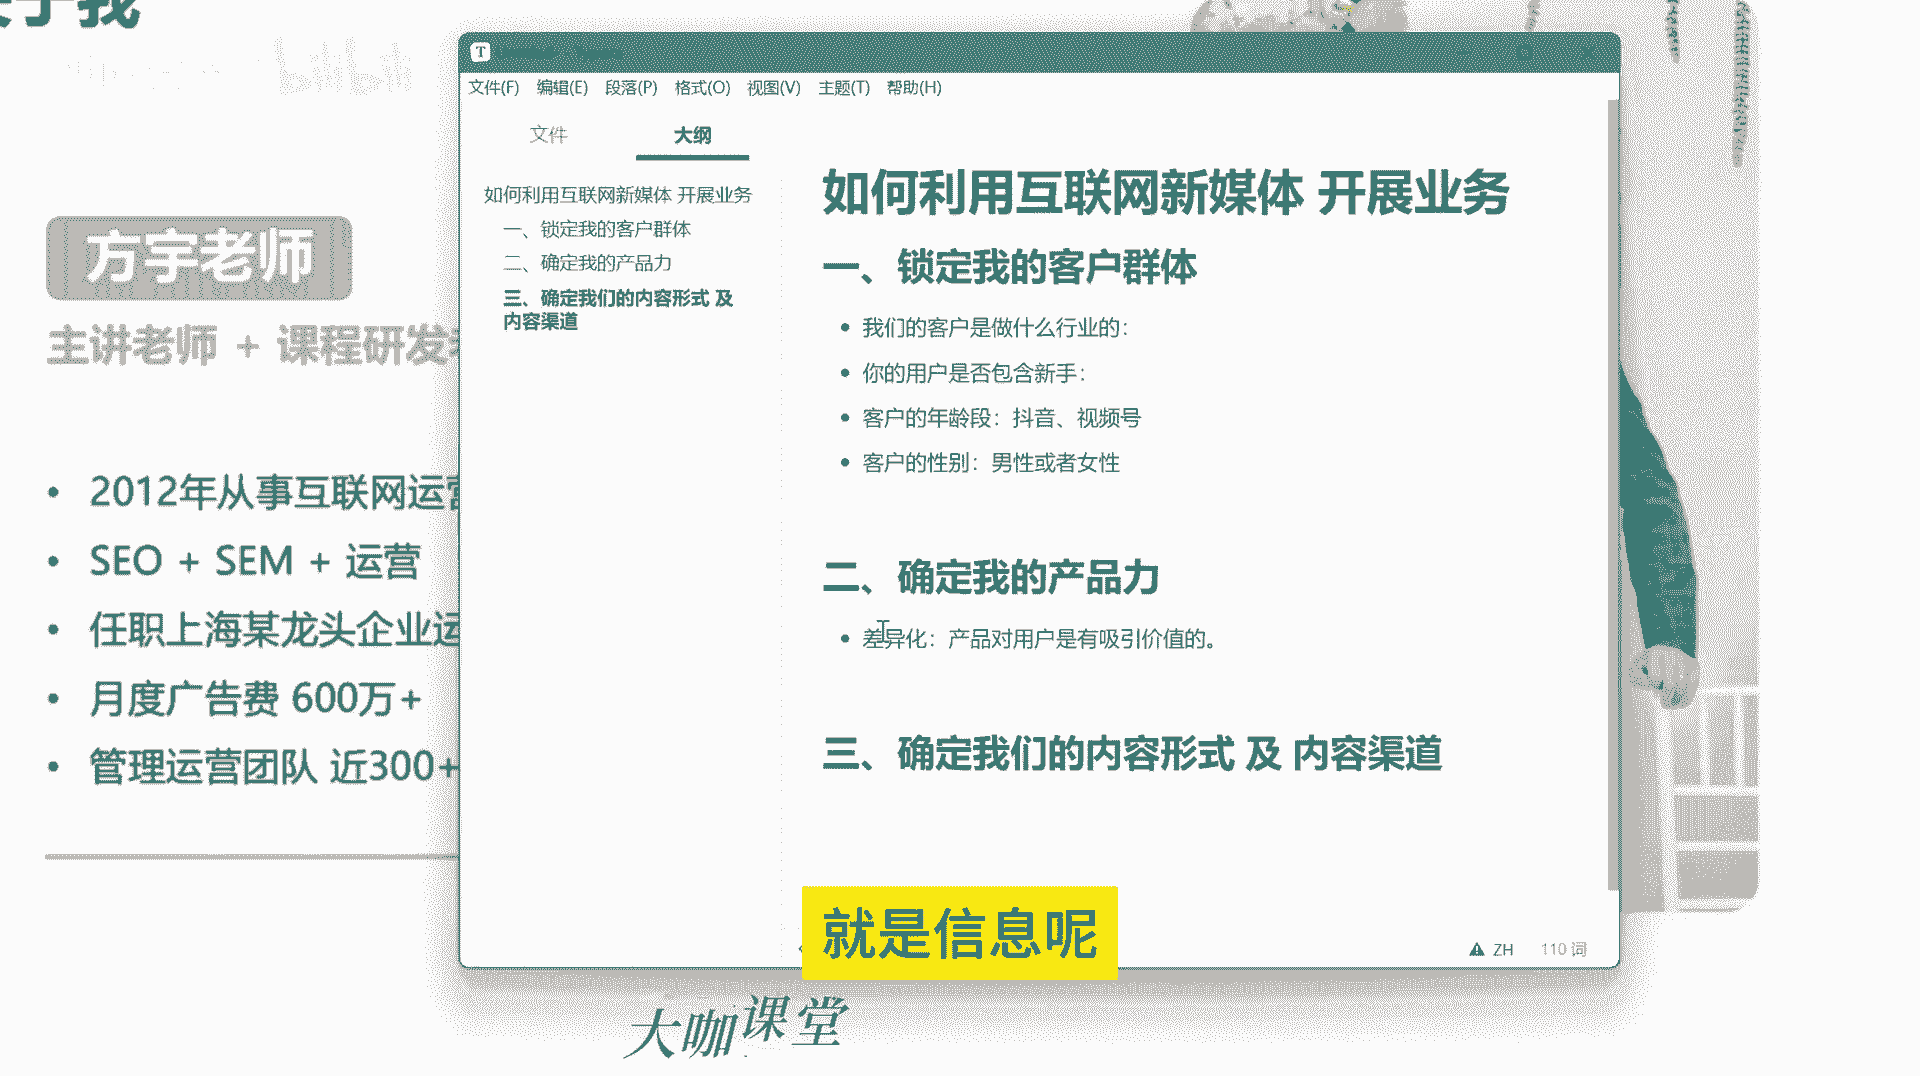 关于我
bilibili
方宇老师
主讲老师 + 课程研发
• 2012年从事互联网运营
• SEO + SEM + 运营
• 任职上海某龙头企业运
• 月度广告费 600万+
• 管理运营团队 近300+
T
文件(F) 编辑(E) 段落(P) 格式(O) 视图(V) 主题(T) 帮助(H)
文件 大纲
如何利用互联网新媒体 开展业务
一、锁定我的客户群体
二、确定我的产品力
三、确定我们的内容形式 及
内容渠道
如何利用互联网新媒体 开展业务
一、锁定我的客户群体
• 我们的客户是做什么行业的：
• 你的用户是否包含新手：
• 客户的年龄段：抖音、视频号
• 客户的性别：男性或者女性
二、确定我的产品力
• 差异化：产品对用户是有吸引价值的。
三、确定我们的内容形式 及 内容渠道
ZH 110 词
就是信息呢
大咖课堂